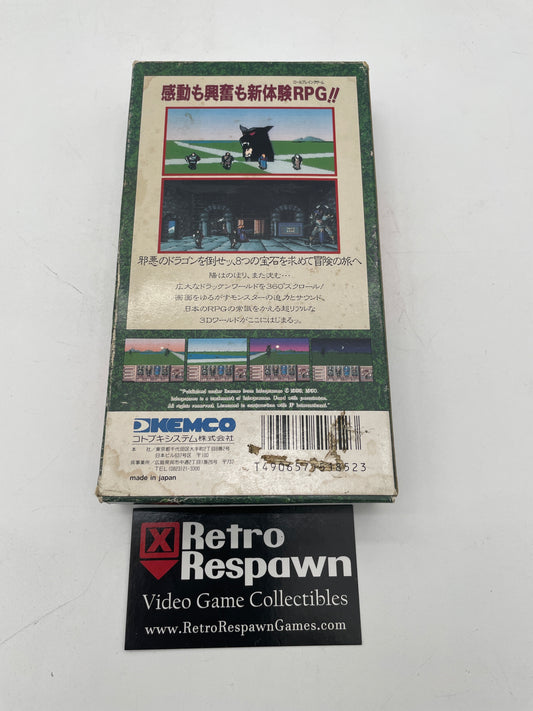 ロールプレイングゲーム
感動も興奮も新体験RPG!!
邪悪のドラゴンを倒せッ、8つの宝石を求めて冒険の旅へ
陽はのぼり、また沈む…
広大なドラッケンワールドを360°スクロール!
画面をゆるがすモンスターの迫力とサウンド。
日本のRPGの常識をかえる超リアルな
3Dワールドがここにはじまるッ。
Published under license from Infogrames
Infogrames is a trademark of Infogrames. Used with permission.
All rights reserved. Licensed in conjunction with
KEMCO
コトブキシステム株式会社
made in japan
X
Retro
Respawn
Video Game Collectibles
www.RetroRespawnGames.com